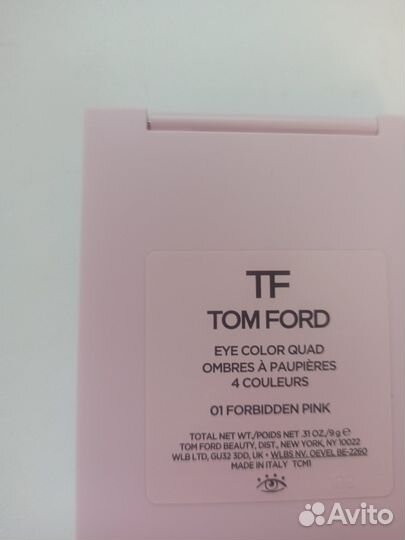 TF
TOM FORD
EYE COLOR QUAD
OMBRES À PAUPIÈRES
4 COULEURS
01 FORBIDDEN PINK
TOTAL NET WT./POIDS NET .31 OZ./9 g ℮
TOM FORD BEAUTY, DIST., NEW YORK, NY 10022
WLB LTD, GU32 3DD, UK • WLBS NV. OEVEL BE-2260
MADE IN ITALY TCM1
Avito